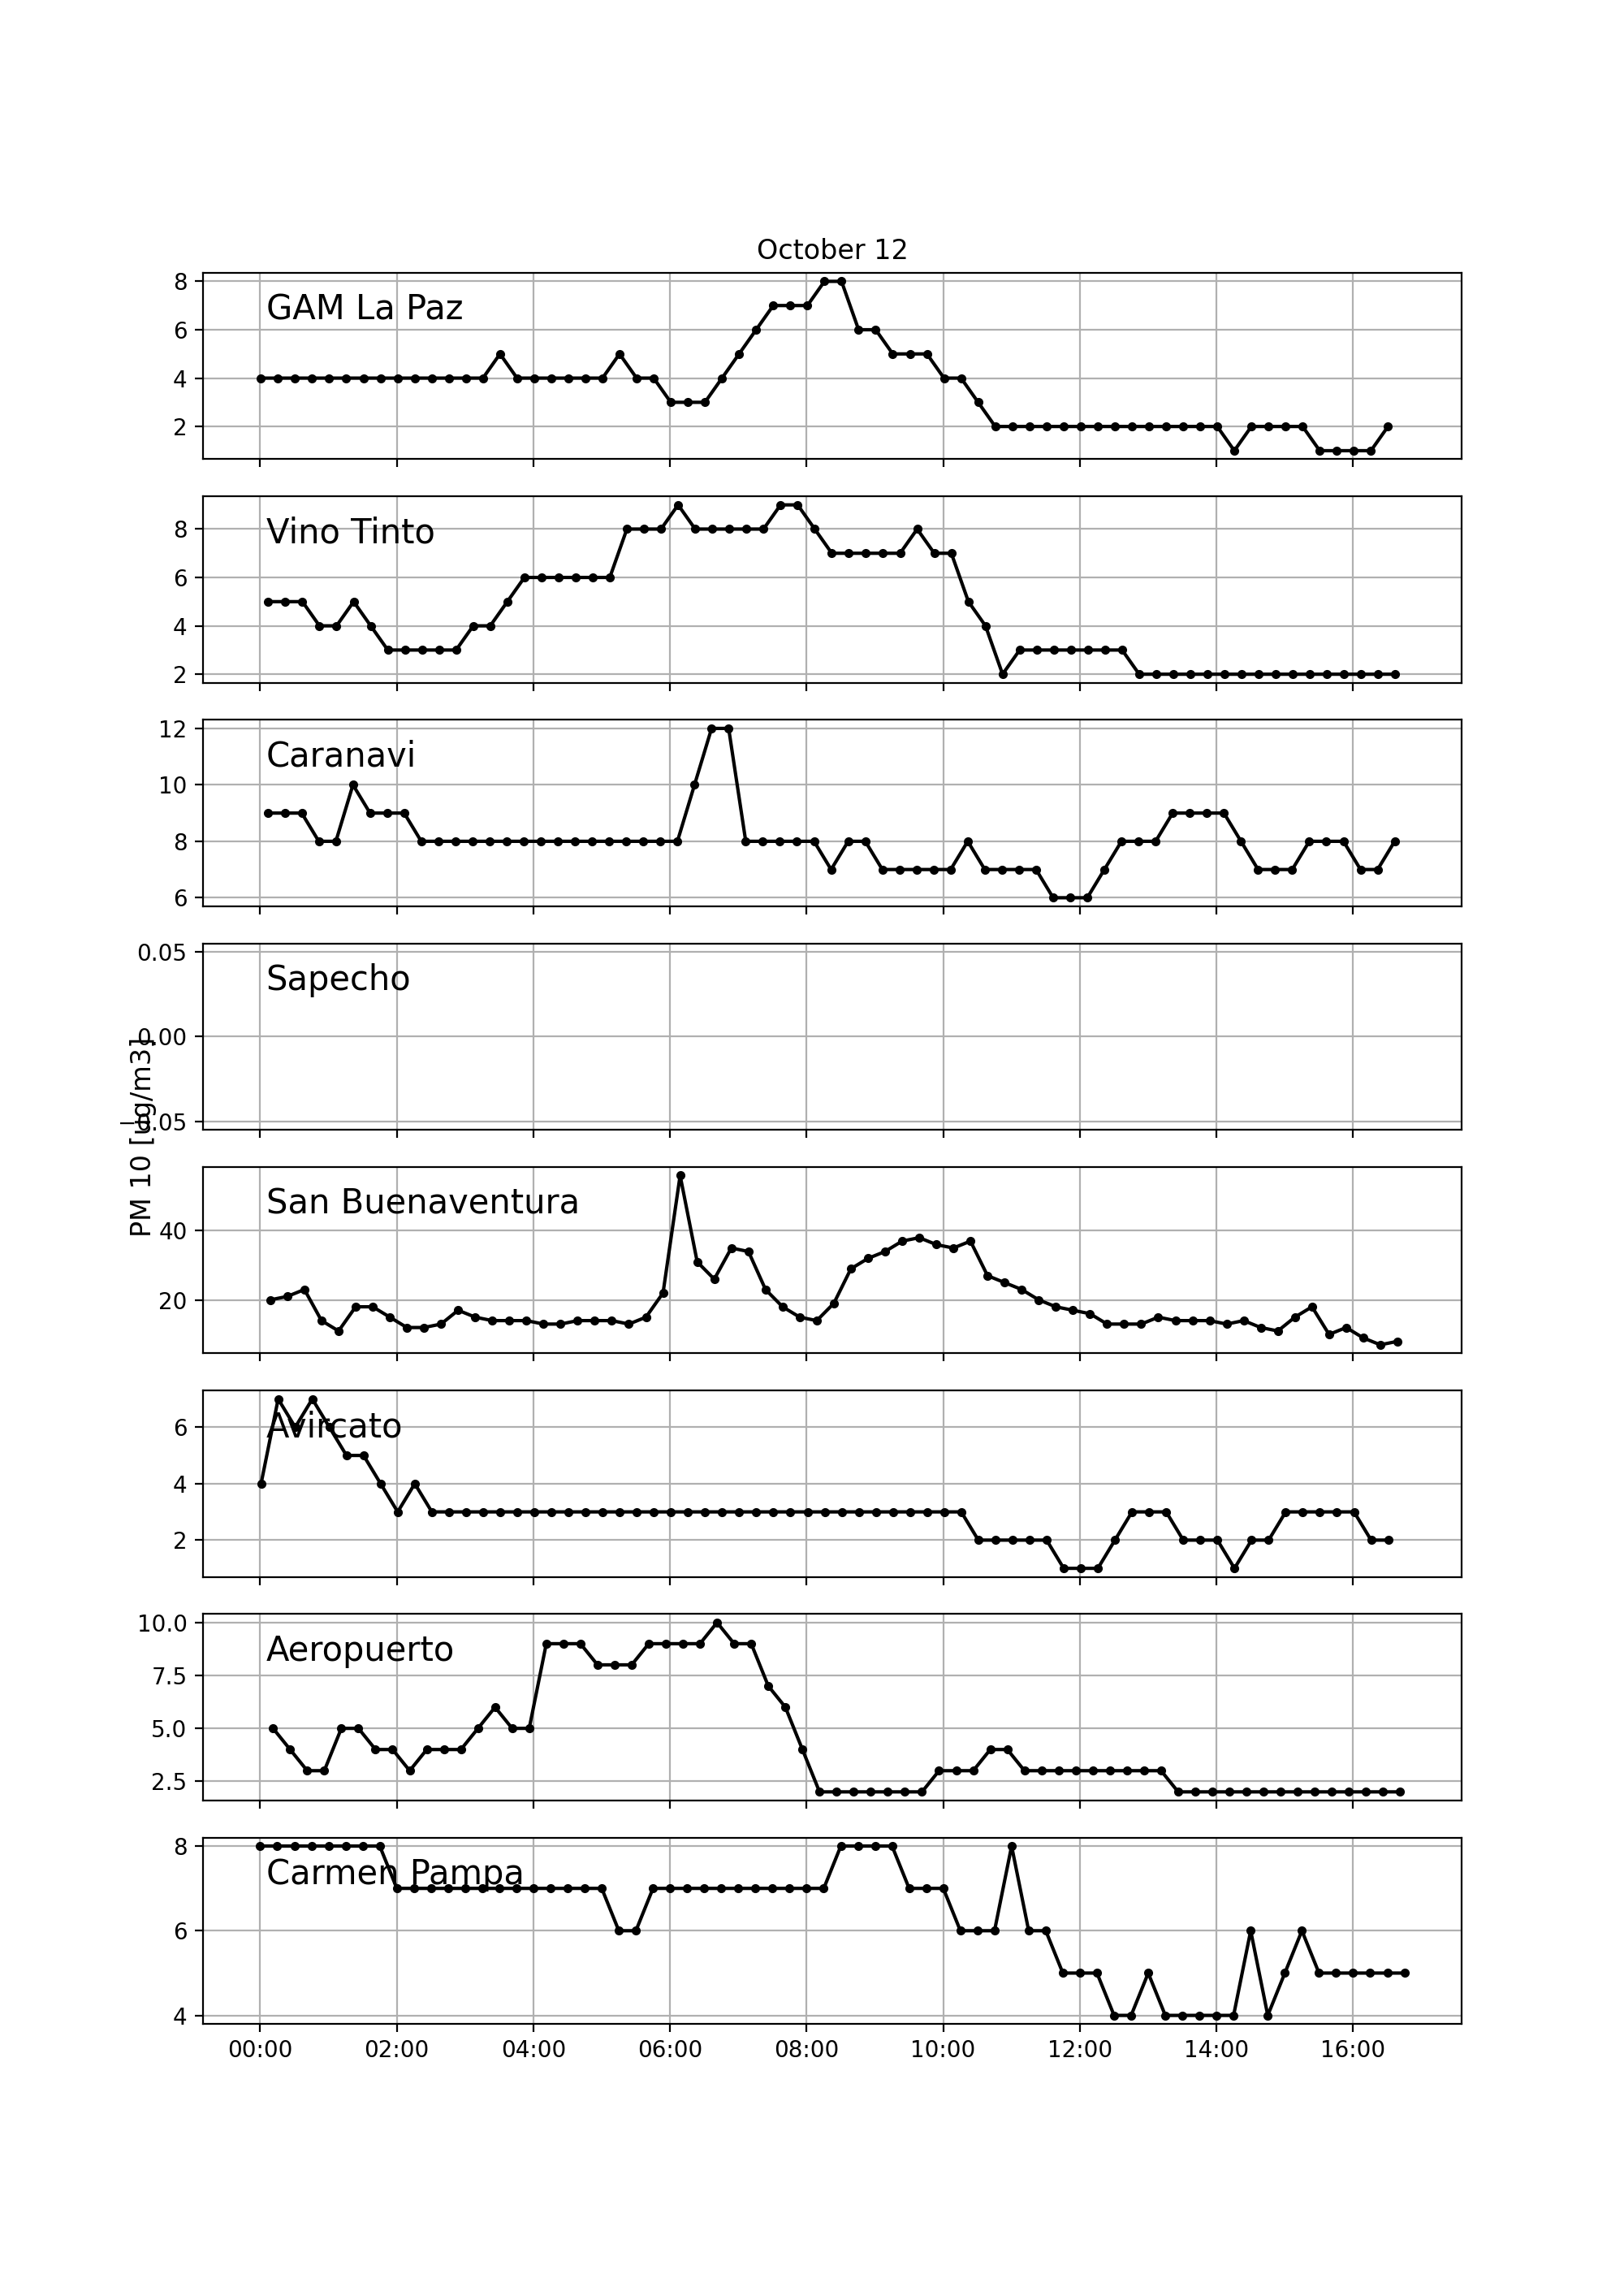 October 12
8
6
4
2
GAM La Paz
8
6
4
2
Vino Tinto
12
10
8
6
Caranavi
0.05
0.00
−0.05
Sapecho
PM 10 [ug/m3]
40
20
San Buenaventura
6
4
2
Avircato
10.0
7.5
5.0
2.5
Aeropuerto
8
6
4
Carmen Pampa
00:00 02:00 04:00 06:00 08:00 10:00 12:00 14:00 16:00